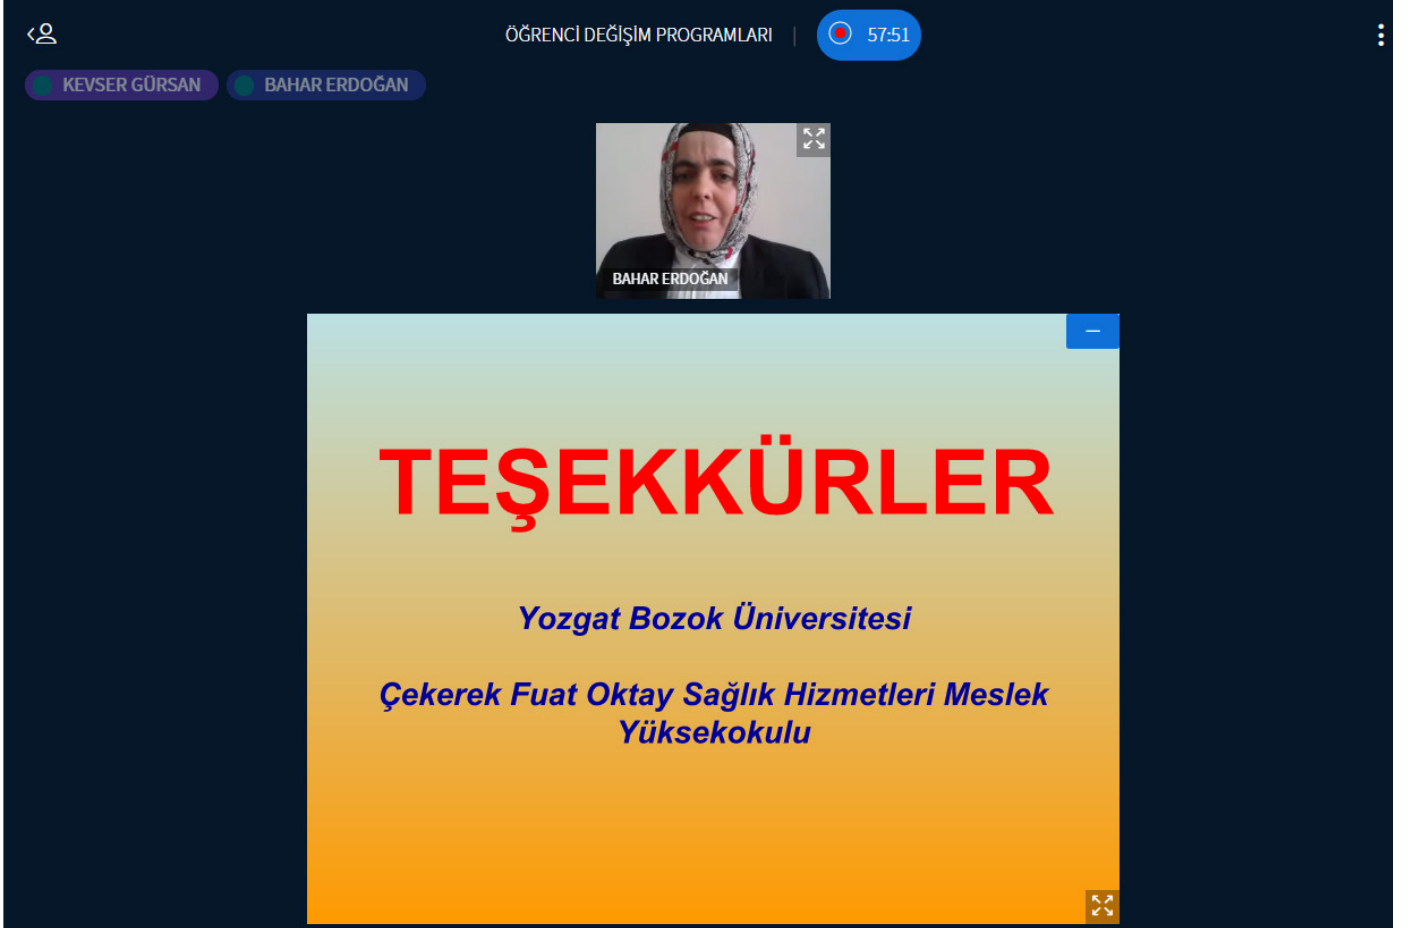 ÖĞRENCİ DEĞİŞİM PROGRAMLARI | 57:51
KEVSER GÜRSAN BAHAR ERDOĞAN
BAHAR ERDOĞAN
TEŞEKKÜRLER
Yozgat Bozok Üniversitesi
Çekerek Fuat Oktay Sağlık Hizmetleri Meslek
Yüksekokulu